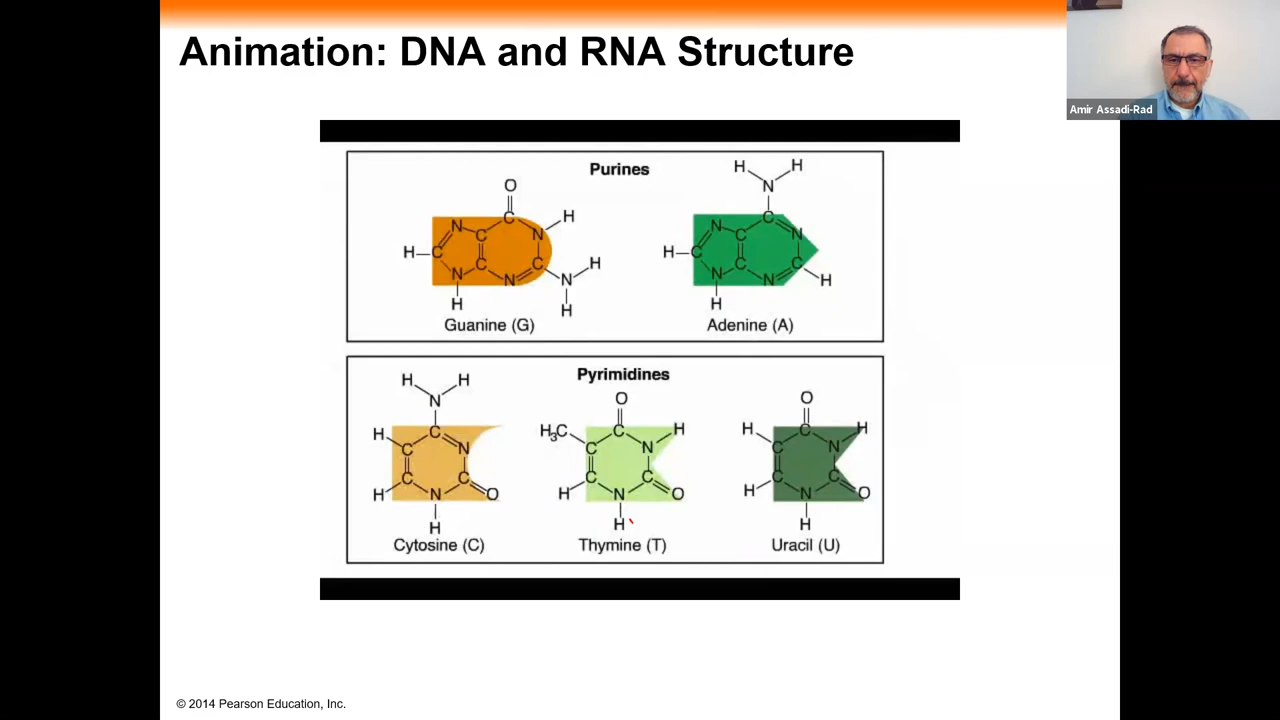 Animation: DNA and RNA Structure
Amir Assadi-Rad
Purines
O
C
H
N
N
C
H
C
C
C
N
N
N
H
H
H
Guanine (G)
H H
N
C
N
N
C
H
C
C
C
N
N
H
H
Adenine (A)
Pyrimidines
H H
N
H
C
N
C
C
C
H
N
O
H
Cytosine (C)
O
H3C
C
H
C
N
C
C
H
N
O
H
Thymine (T)
O
H
C
H
C
N
C
C
H
N
O
H
Uracil (U)
© 2014 Pearson Education, Inc.